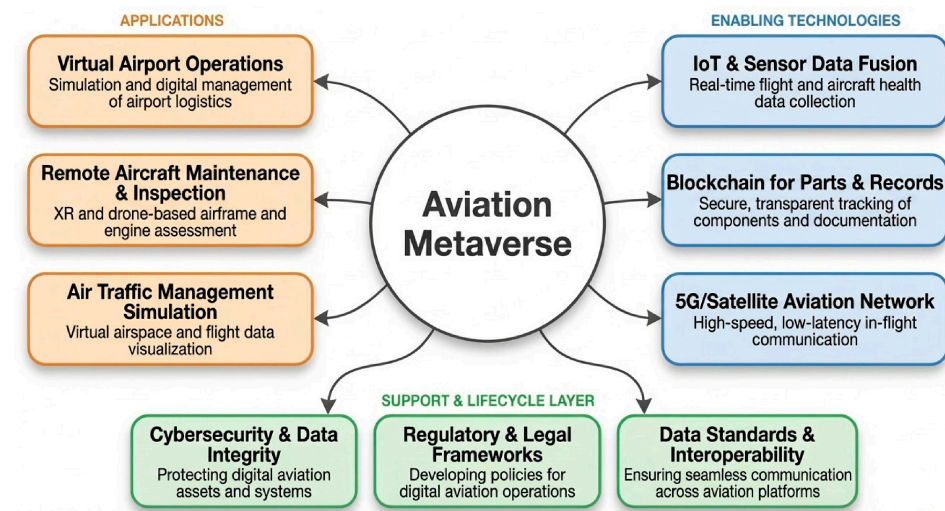 APPLICATIONS
Virtual Airport Operations
Simulation and digital management
of airport logistics
Remote Aircraft Maintenance
& Inspection
XR and drone-based airframe and
engine assessment
Air Traffic Management
Simulation
Virtual airspace and flight data
visualization
Aviation
Metaverse
ENABLING TECHNOLOGIES
IoT & Sensor Data Fusion
Real-time flight and aircraft health
data collection
Blockchain for Parts & Records
Secure, transparent tracking of
components and documentation
5G/Satellite Aviation Network
High-speed, low-latency in-flight
communication
SUPPORT & LIFECYCLE LAYER
Cybersecurity & Data
Integrity
Protecting digital aviation
assets and systems
Regulatory & Legal
Frameworks
Developing policies for
digital aviation operations
Data Standards &
Interoperability
Ensuring seamless communication
across aviation platforms